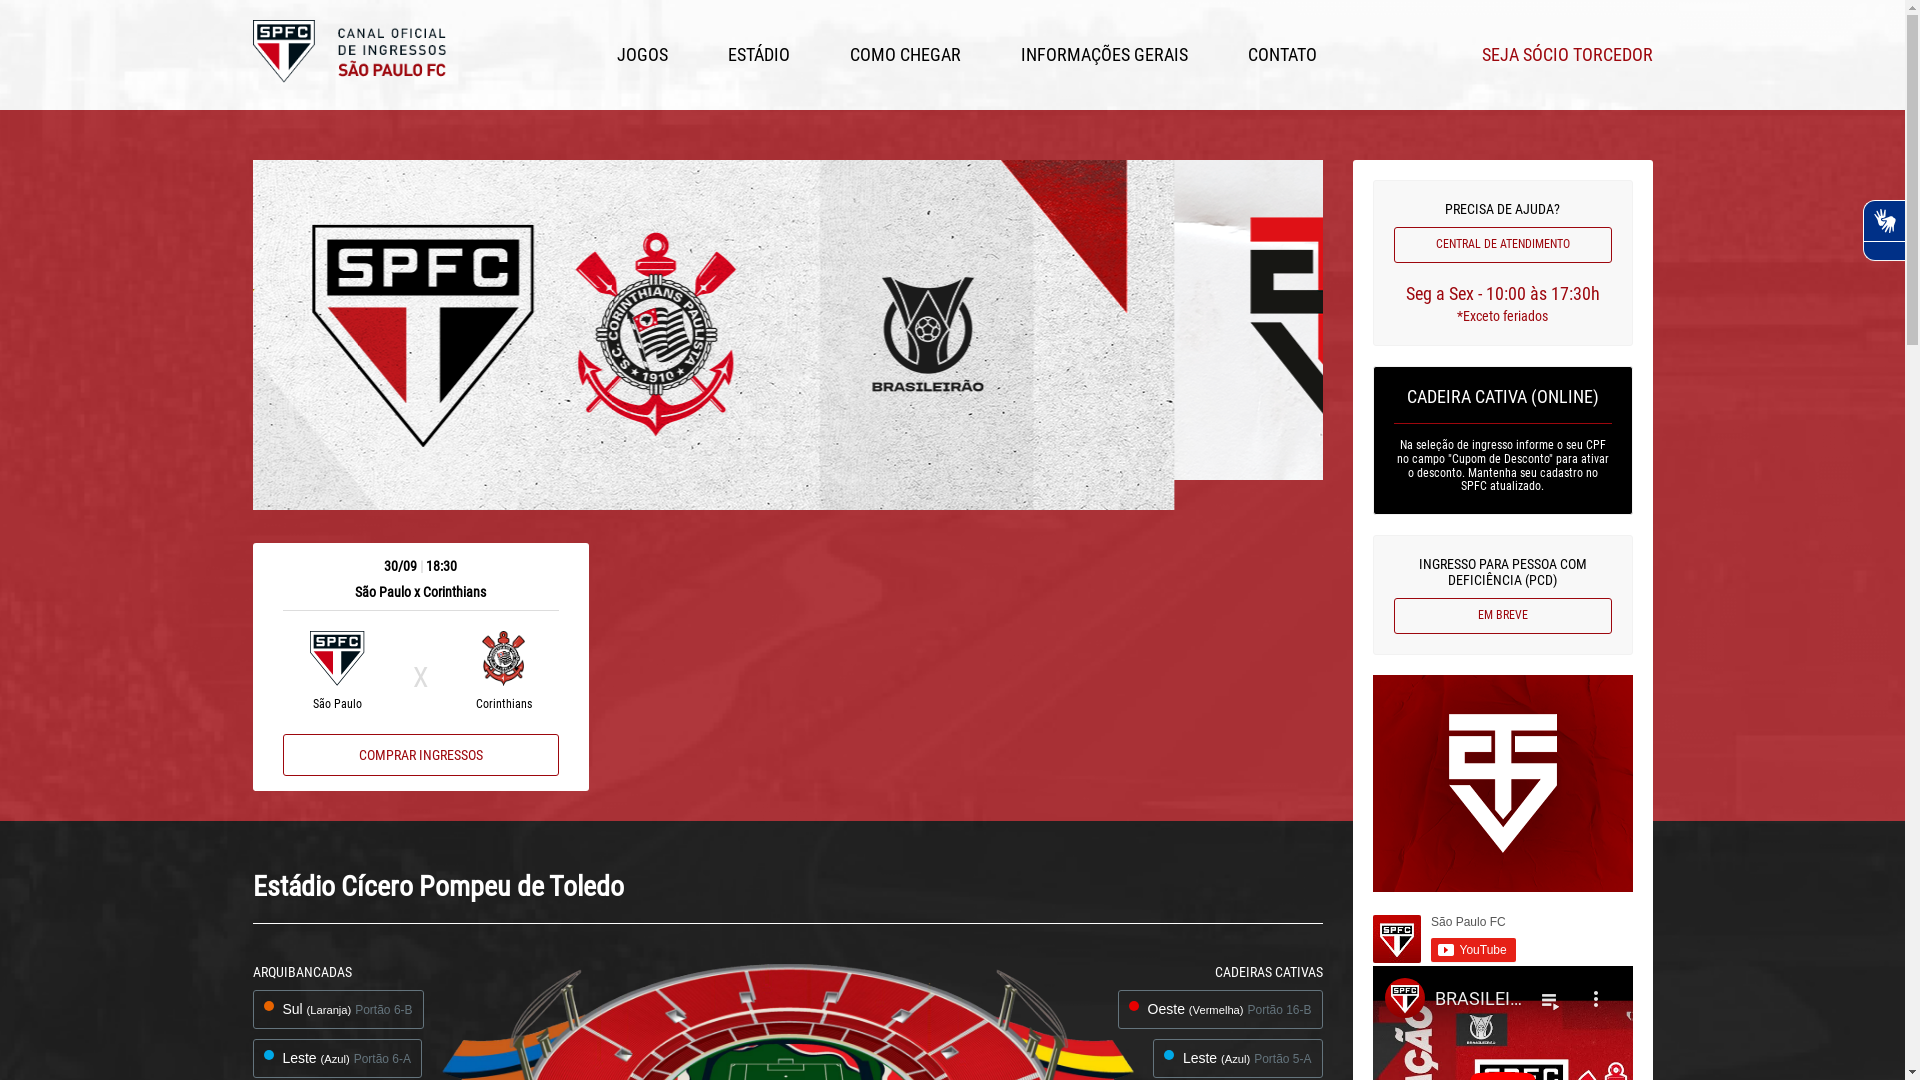 SPFC
CANAL OFICIAL
DE INGRESSOS
SÃO PAULO FC
JOGOS
ESTÁDIO
COMO CHEGAR
INFORMAÇÕES GERAIS
CONTATO
SEJA SÓCIO TORCEDOR
SPFC
S.C. CORINTHIANS PAULISTA
1910
BRASILEIRÃO
30/09 | 18:30
São Paulo x Corinthians
SPFC
X
São Paulo
Corinthians
COMPRAR INGRESSOS
PRECISA DE AJUDA?
CENTRAL DE ATENDIMENTO
Seg a Sex - 10:00 às 17:30h
*Exceto feriados
CADEIRA CATIVA (ONLINE)
Na seleção de ingresso informe o seu CPF
no campo "Cupom de Desconto" para ativar
o desconto. Mantenha seu cadastro no
SPFC atualizado.
INGRESSO PARA PESSOA COM
DEFICIÊNCIA (PCD)
EM BREVE
SPFC
São Paulo FC
YouTube
SPFC
BRASILEI...
Estádio Cícero Pompeu de Toledo
ARQUIBANCADAS
Sul (Laranja) Portão 6-B
Leste (Azul) Portão 6-A
CADEIRAS CATIVAS
Oeste (Vermelha) Portão 16-B
Leste (Azul) Portão 5-A